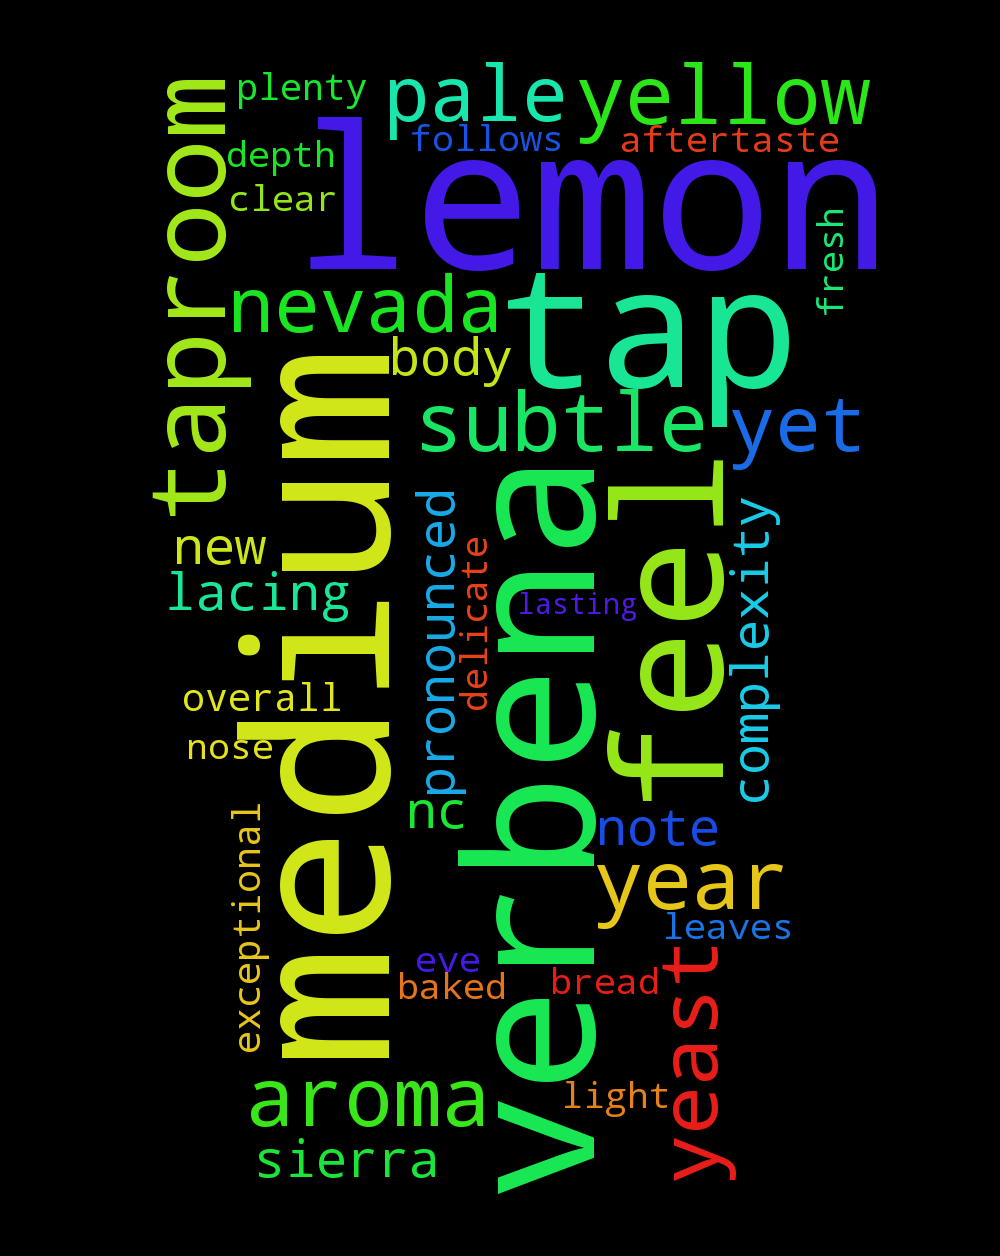 plenty
pale
yellow
follows
aftertaste
depth
clear
lemon
taproom
fresh
nevada
tap
body
subtle
yet
medium
verbena
feel
new
lacing
pronounced
delicate
lasting
complexity
overall
nose
nc
note
exceptional
year
leaves
eve
baked
bread
yeast
aroma
light
sierra